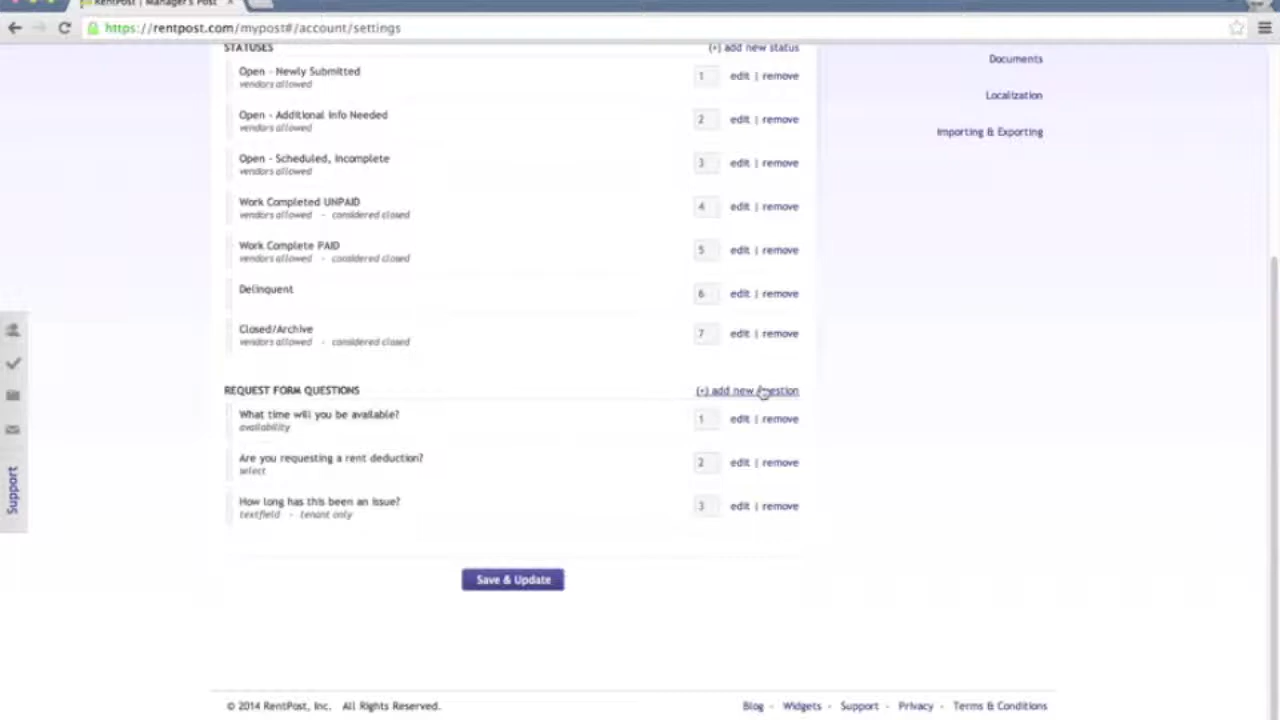 RentPost | Manager's Post
https://rentpost.com/mypost#/account/settings
STATUSES (+) add new status
Open - Newly Submitted 1 edit | remove
vendors allowed
Open - Additional Info Needed 2 edit | remove
vendors allowed
Open - Scheduled, Incomplete 3 edit | remove
vendors allowed
Work Completed UNPAID 4 edit | remove
vendors allowed - considered closed
Work Complete PAID 5 edit | remove
vendors allowed - considered closed
Delinquent 6 edit | remove
Closed/Archive 7 edit | remove
vendors allowed - considered closed
REQUEST FORM QUESTIONS (+) add new question
What time will you be available? 1 edit | remove
availability
Are you requesting a rent deduction? 2 edit | remove
select
How long has this been an issue? 3 edit | remove
textfield - tenant only
Save & Update
Documents
Localization
Importing & Exporting
Support
© 2014 RentPost, Inc. All Rights Reserved.
Blog - Widgets - Support - Privacy - Terms & Conditions